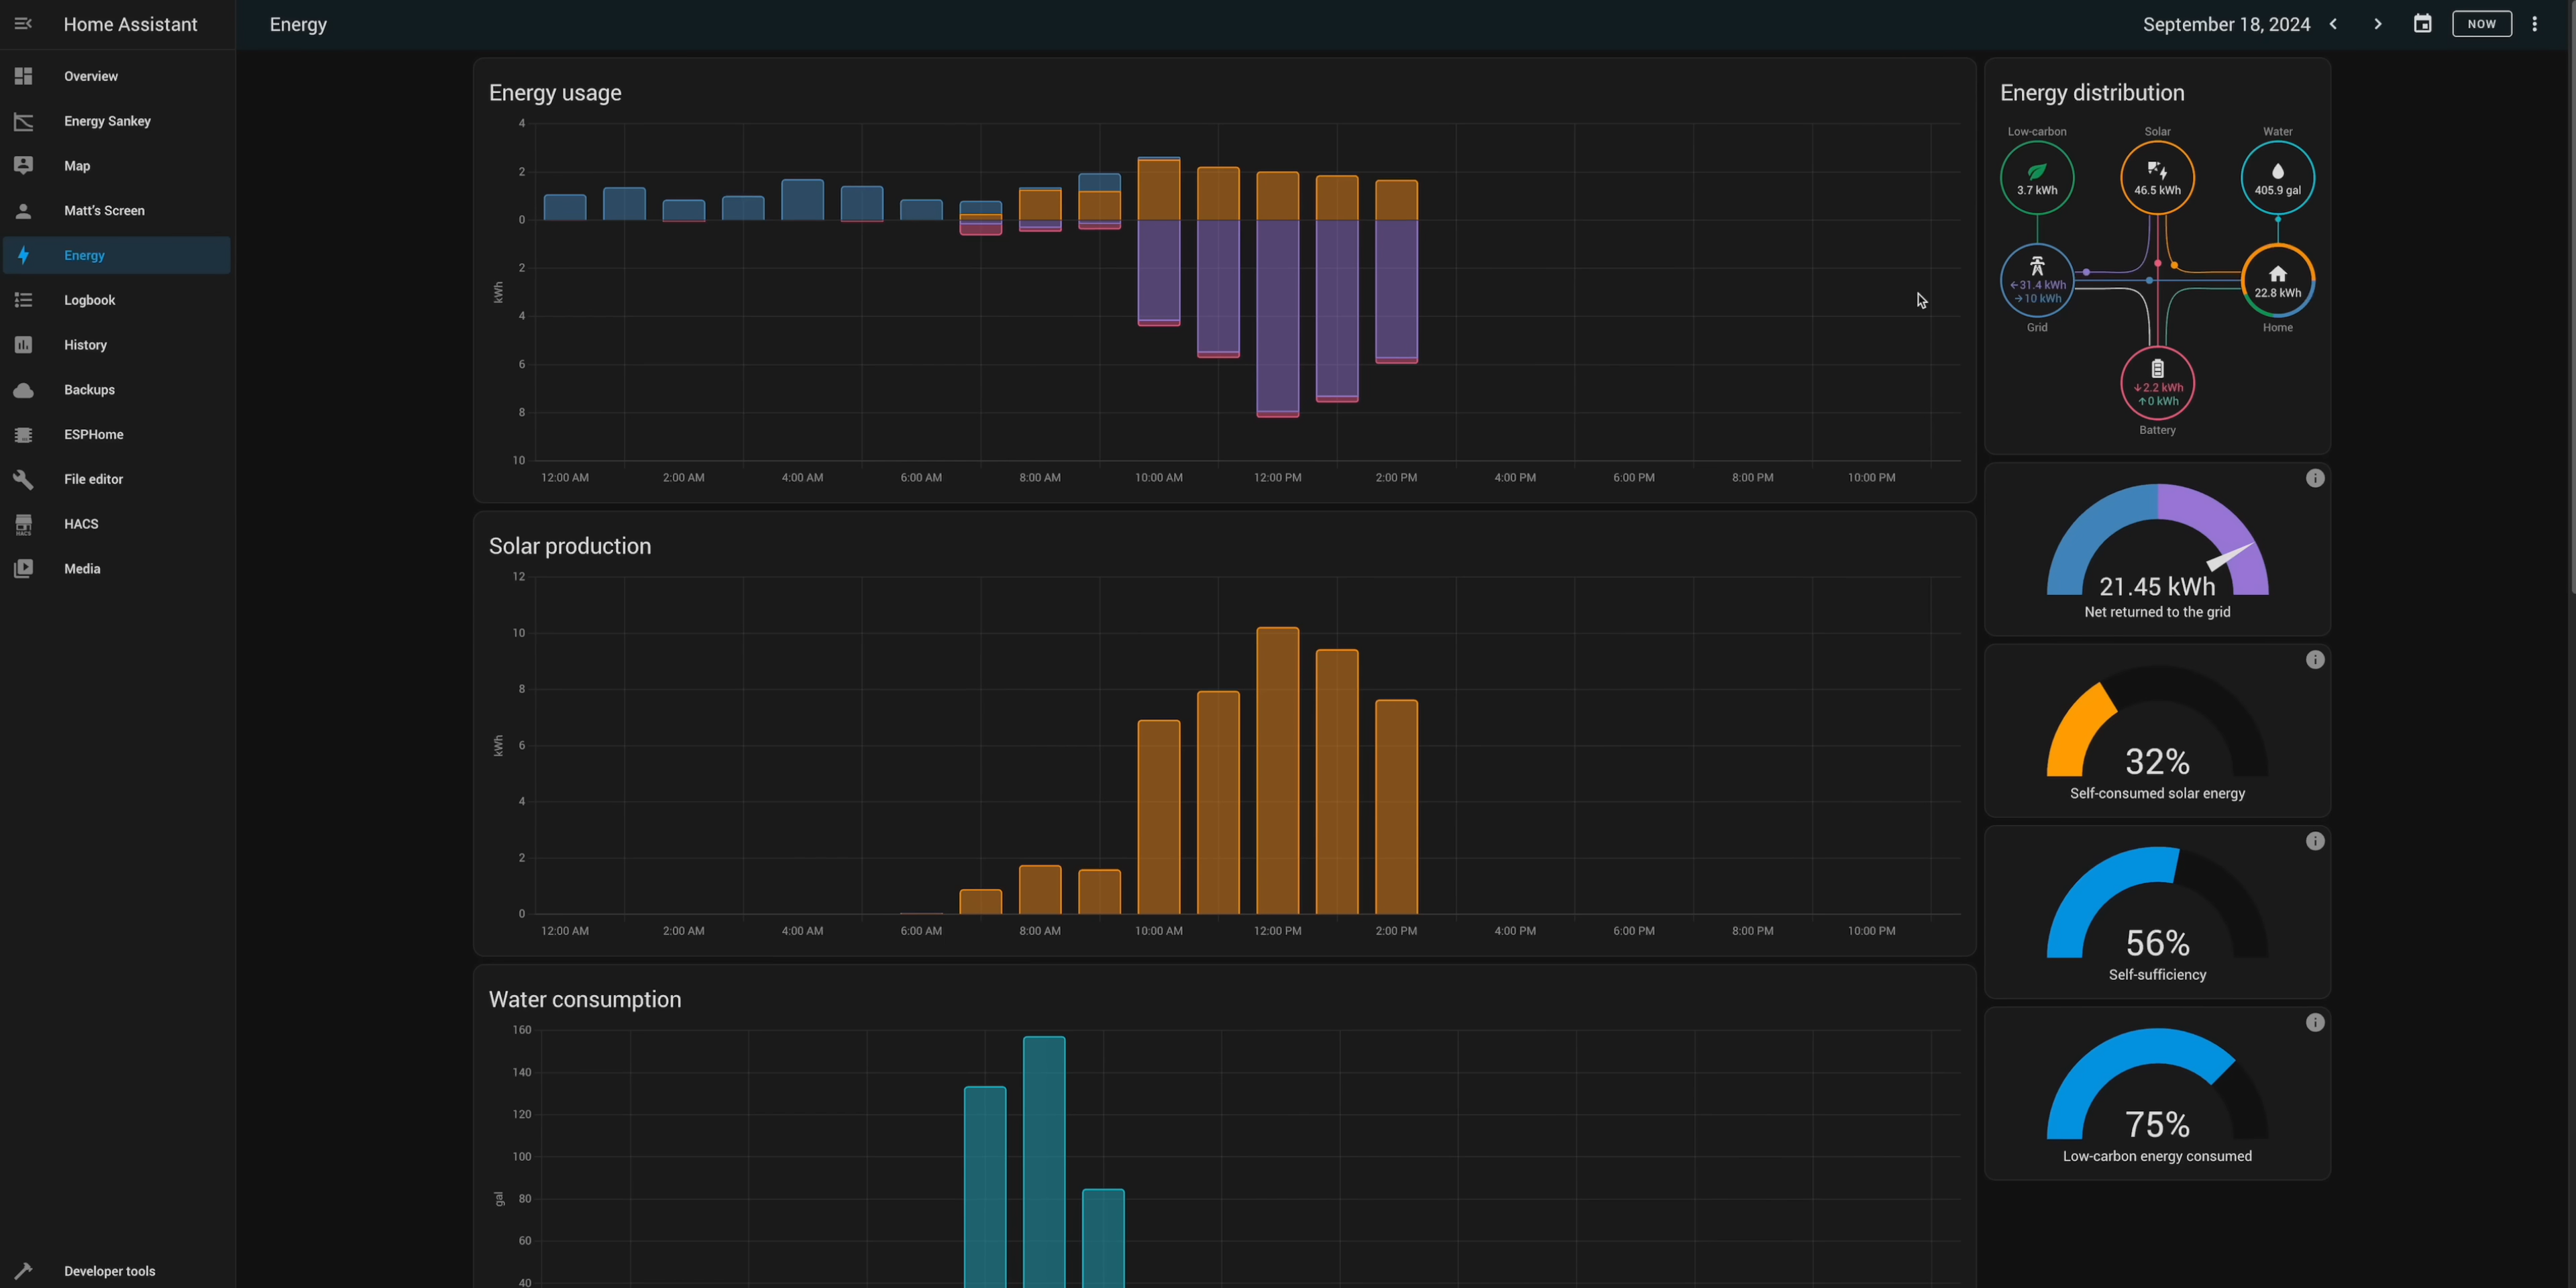 Home Assistant
Overview
Energy Sankey
Map
Matt's Screen
Energy
Logbook
History
Backups
ESPHome
File editor
HACS
HACS
Media
Developer tools
Energy
September 18, 2024
NOW
Energy usage
4
2
0
2
4
6
8
10
kWh
12:00 AM 2:00 AM 4:00 AM 6:00 AM 8:00 AM 10:00 AM 12:00 PM 2:00 PM 4:00 PM 6:00 PM 8:00 PM 10:00 PM
Solar production
12
10
8
6
4
2
0
kWh
12:00 AM 2:00 AM 4:00 AM 6:00 AM 8:00 AM 10:00 AM 12:00 PM 2:00 PM 4:00 PM 6:00 PM 8:00 PM 10:00 PM
Water consumption
160
140
120
100
80
60
40
gal
Energy distribution
Low-carbon Solar Water
3.7 kWh 46.5 kWh 405.9 gal
←31.4 kWh
→10 kWh
22.8 kWh
Grid Home
↓2.2 kWh
↑0 kWh
Battery
21.45 kWh
Net returned to the grid
32%
Self-consumed solar energy
56%
Self-sufficiency
75%
Low-carbon energy consumed